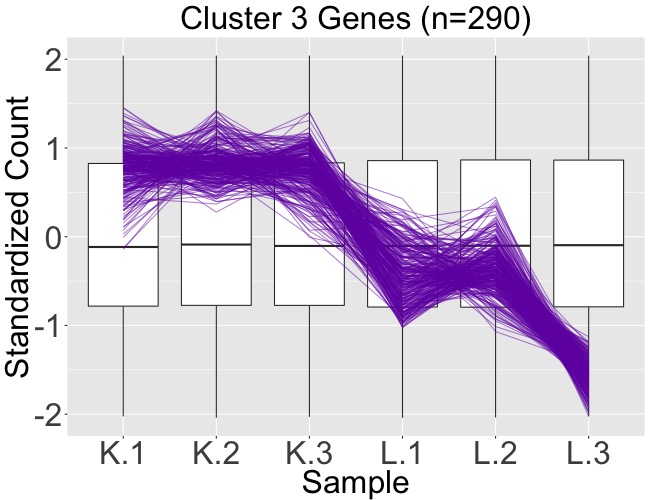 Cluster 3 Genes (n=290)
Standardized Count
2
1
0
-1
-2
K.1 K.2 K.3 L.1 L.2 L.3
Sample